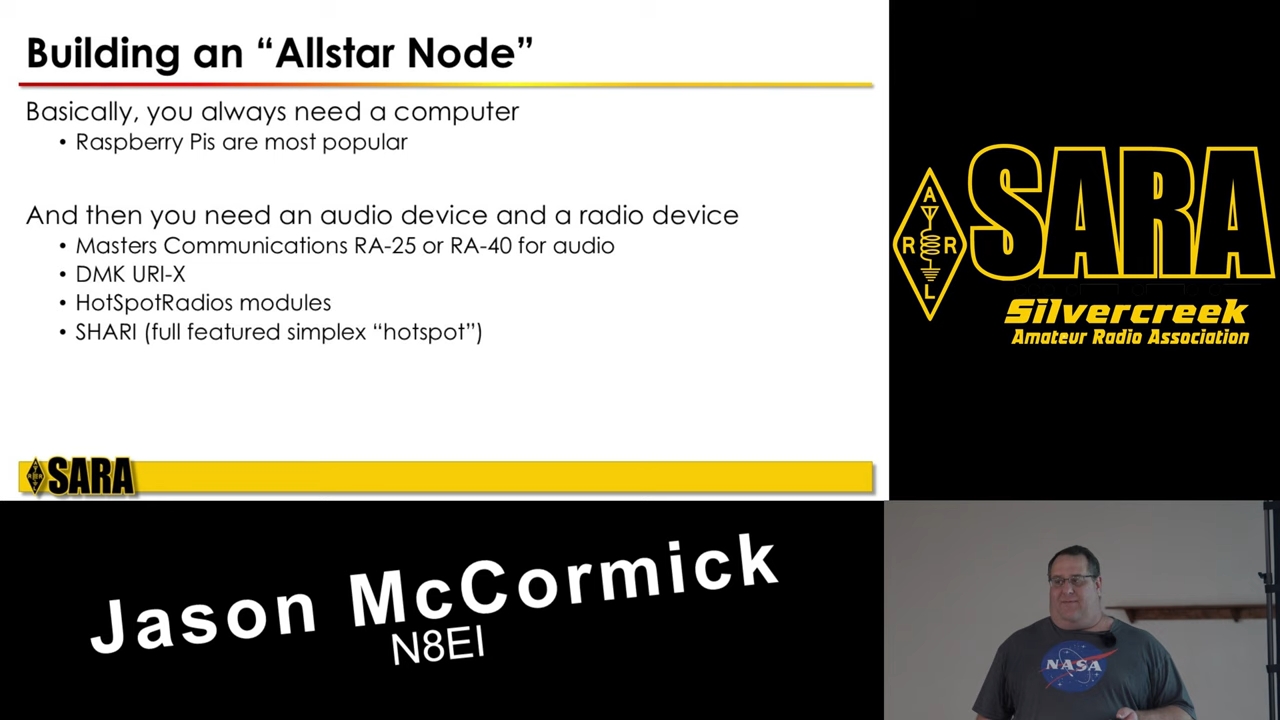 Building an “Allstar Node”
Basically, you always need a computer
• Raspberry Pis are most popular
And then you need an audio device and a radio device
• Masters Communications RA-25 or RA-40 for audio
• DMK URI-X
• HotSpotRadios modules
• SHARI (full featured simplex “hotspot”)
SARA
A
R R
L
SARA
Silvercreek
Amateur Radio Association
Jason McCormick
N8EI
NASA